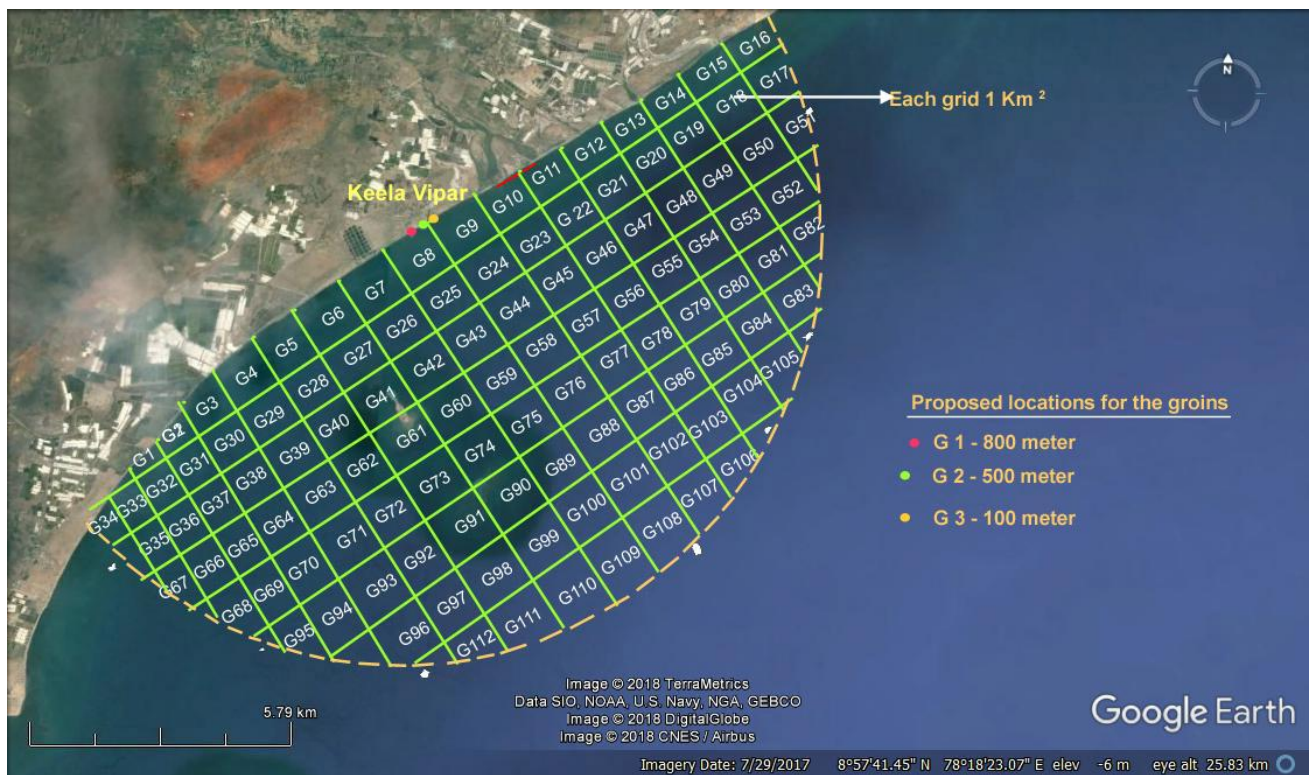 G16
G15
G17
G14
G18
Each grid 1 Km ²
N
G13
G19
G51
G12
G20
G50
G11
G21
G49
G52
Keela Vipar
G10
G 22
G48
G53
G9
G23
G47
G54
G82
G8
G24
G46
G55
G81
G7
G25
G45
G56
G80
G83
G6
G26
G44
G57
G79
G84
G5
G27
G43
G58
G78
G85
G105
G4
G28
G42
G59
G77
G86
G104
G3
G29
G41
G60
G76
G87
G103
G2
G30
G40
G61
G75
G88
G102
G106
G1
G31
G39
G62
G74
G89
G101
G107
G32
G38
G63
G73
G90
G100
G108
G33
G37
G64
G72
G91
G99
G109
G34
G36
G65
G71
G92
G98
G110
G35
G66
G70
G93
G97
G111
G67
G69
G94
G96
G112
G68
G95
Proposed locations for the groins
G 1 - 800 meter
G 2 - 500 meter
G 3 - 100 meter
5.79 km
Image © 2018 TerraMetrics
Data SIO, NOAA, U.S. Navy, NGA, GEBCO
Image © 2018 DigitalGlobe
Image © 2018 CNES / Airbus
Google Earth
Imagery Date: 7/29/2017 8°57'41.45" N 78°18'23.07" E elev -6 m eye alt 25.83 km